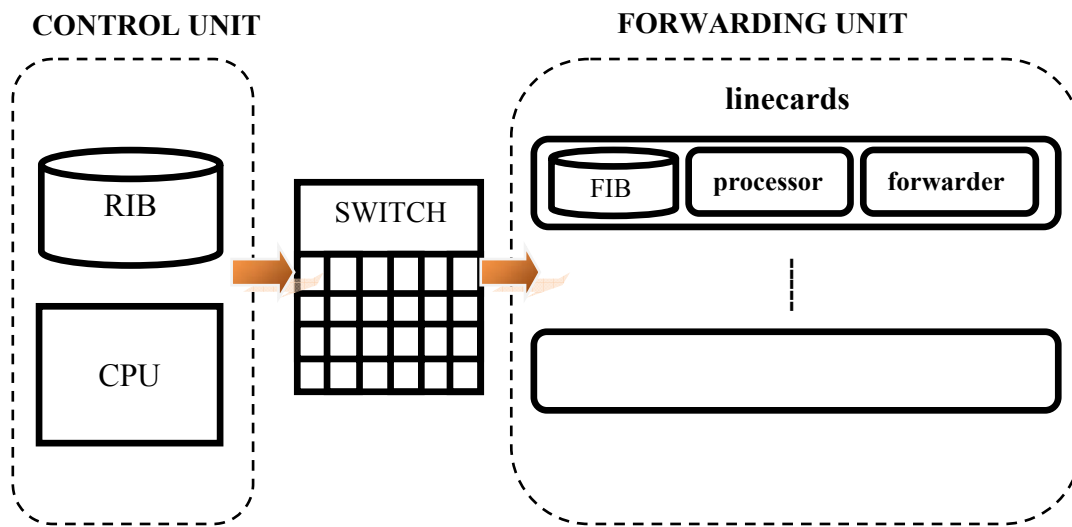 CONTROL UNIT
FORWARDING UNIT
linecards
RIB
FIB
processor
forwarder
SWITCH
CPU